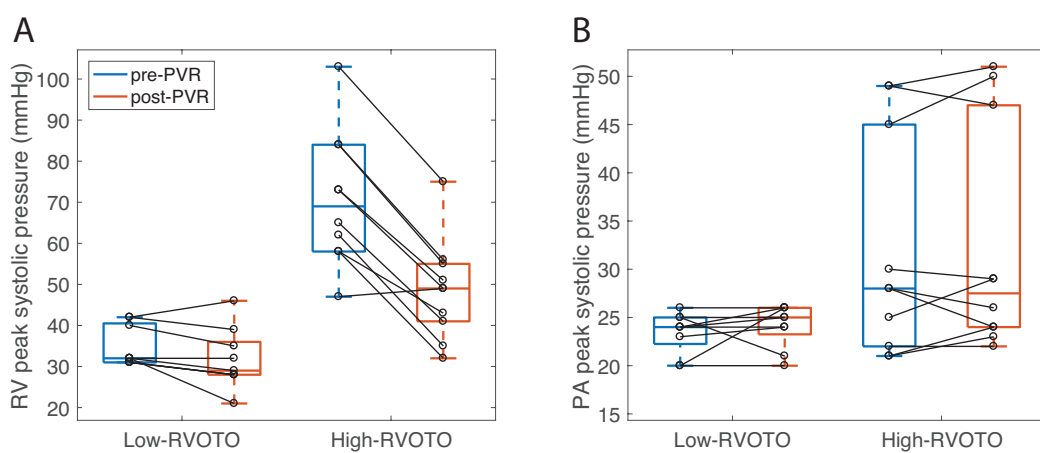 A
RV peak systolic pressure (mmHg)
100
90
80
70
60
50
40
30
20
pre-PVR
post-PVR
Low-RVOTO
High-RVOTO
B
PA peak systolic pressure (mmHg)
50
45
40
35
30
25
20
15
Low-RVOTO
High-RVOTO